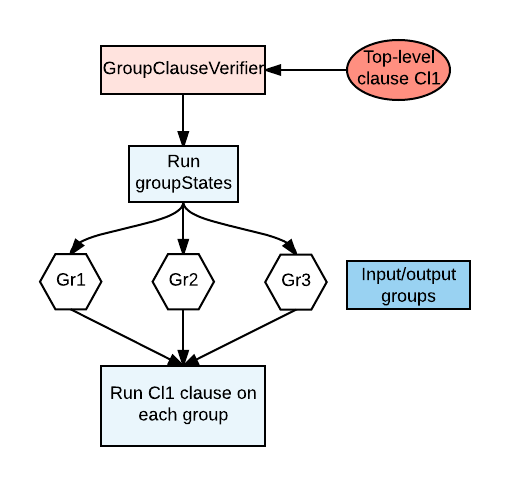 Top-level
clause Cl1
GroupClauseVerifier
Run
groupStates
Gr1
Gr2
Gr3
Input/output
groups
Run Cl1 clause on
each group